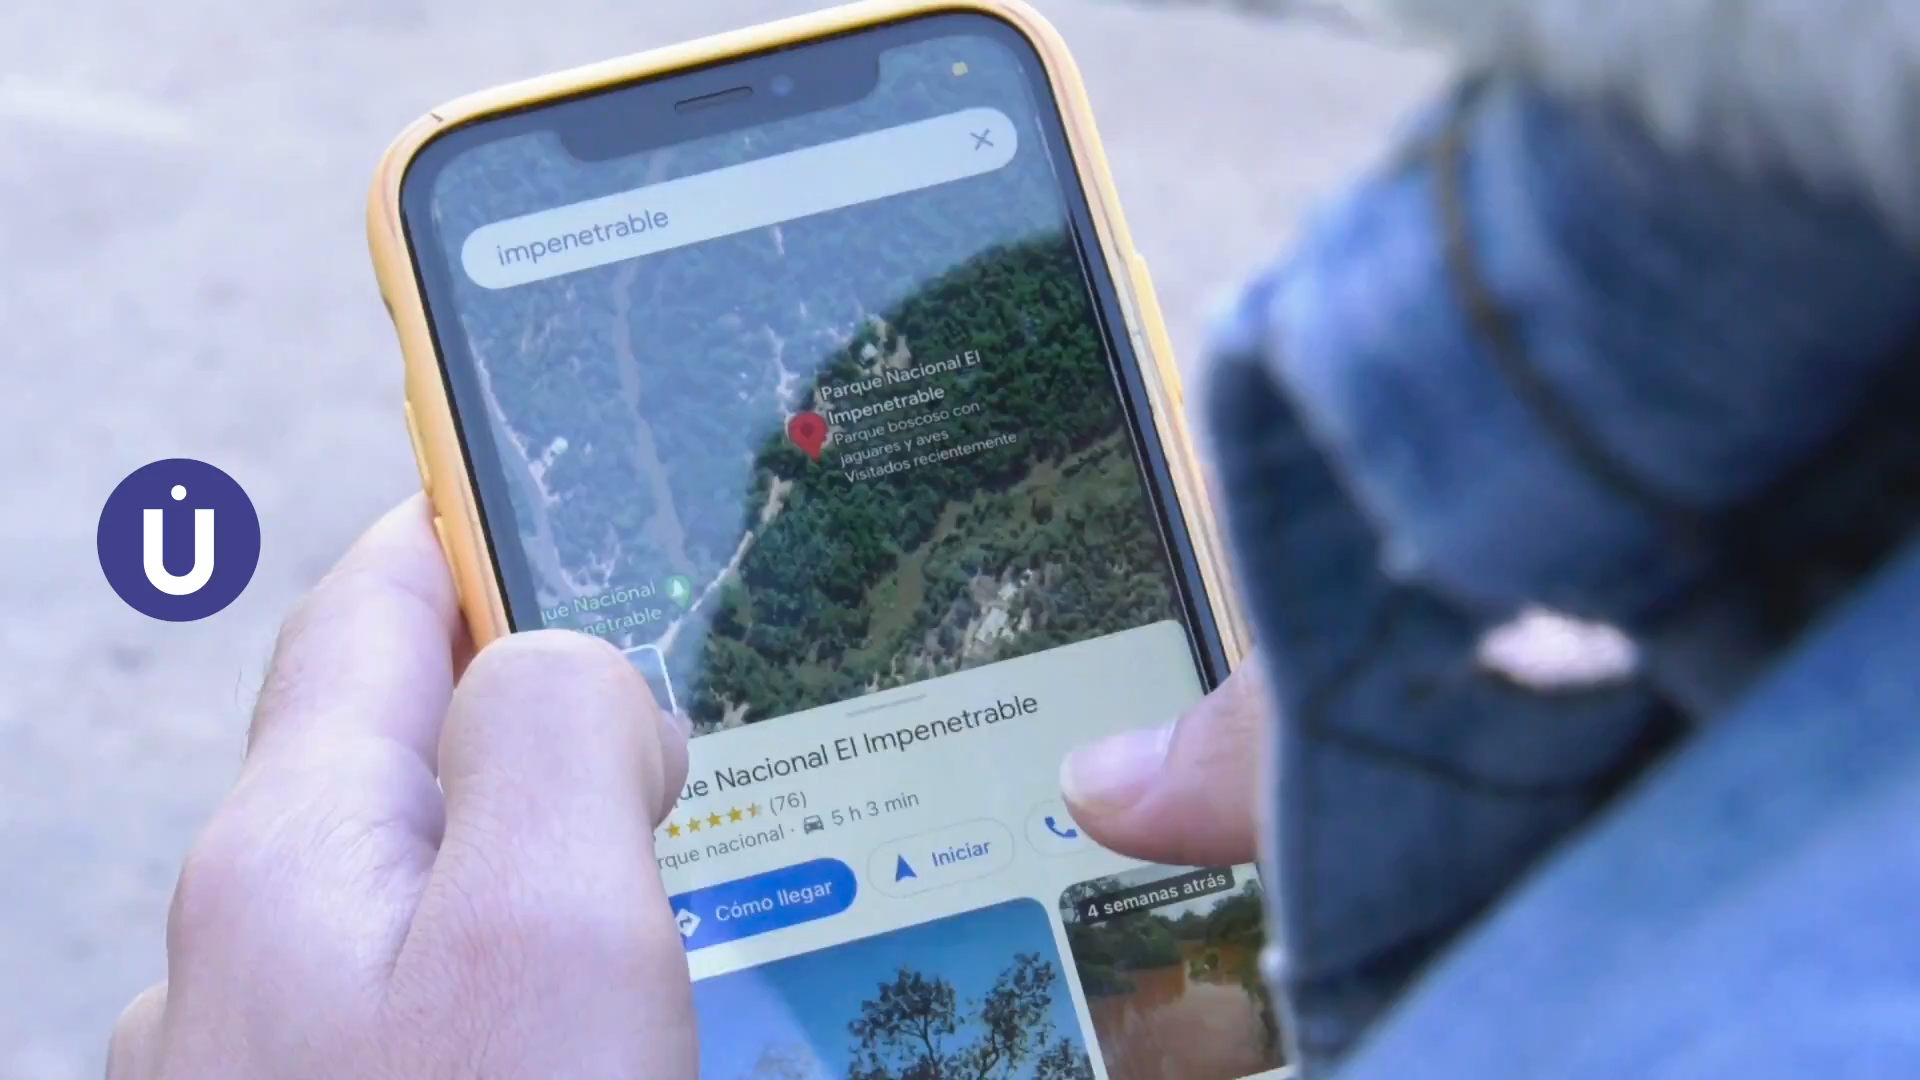 impenetrable
Parque Nacional El
Impenetrable
Parque boscoso con
jaguares y aves
Visitados recientemente
que Nacional
netrable
ue Nacional El Impenetrable
(76)
rque nacional · 5 h 3 min
Cómo llegar
Iniciar
4 semanas atrás
U